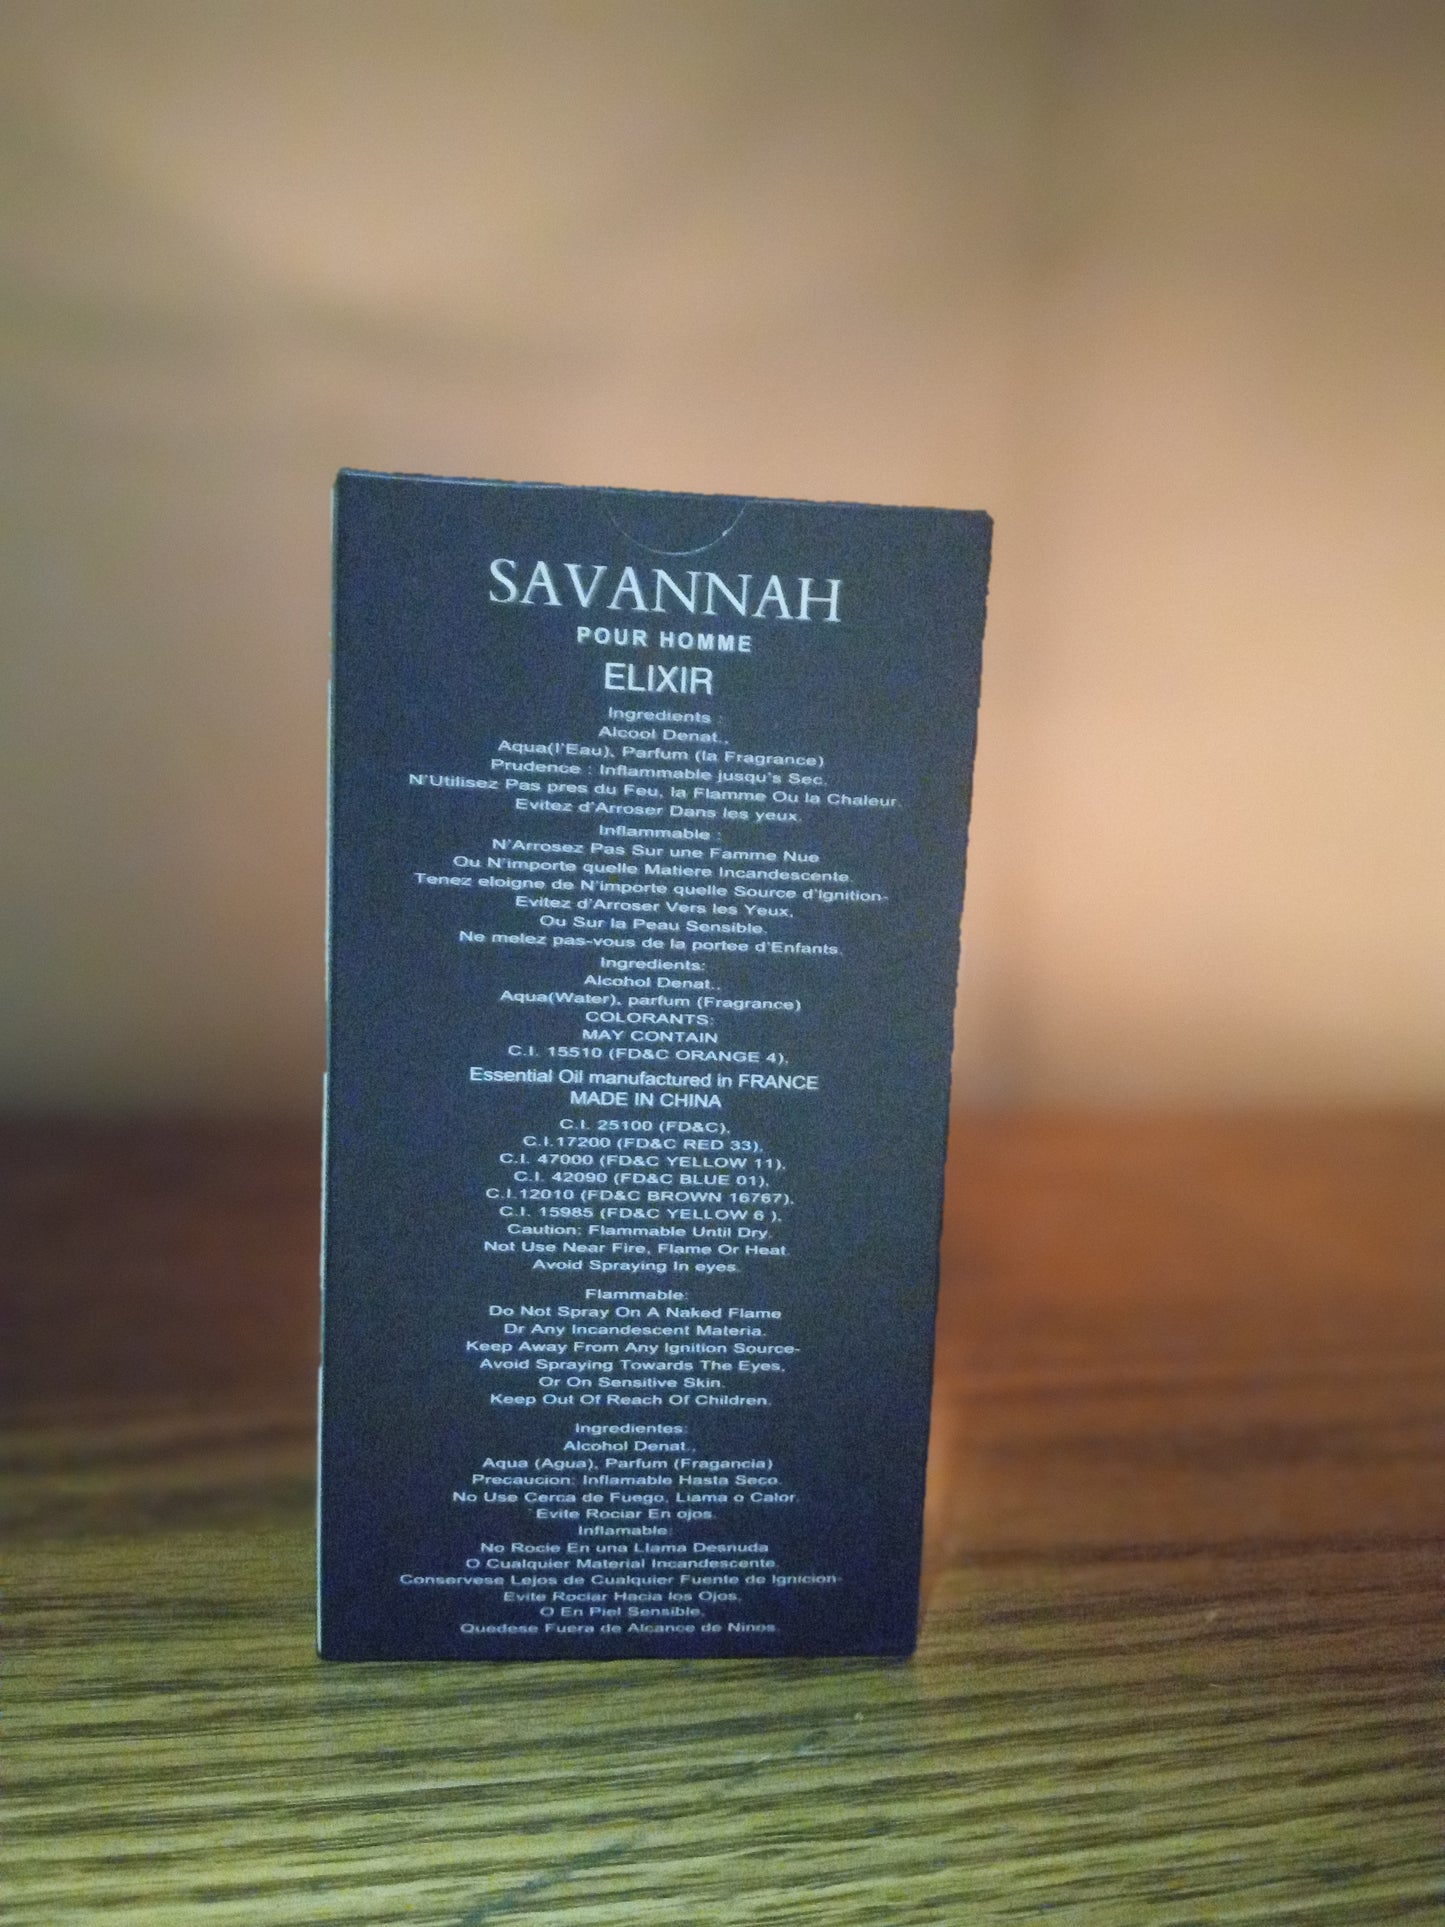 SAVANNAH
POUR HOMME
ELIXIR
Ingredients :
Alcool Denat.,
Aqua(l'Eau), Parfum (la Fragrance)
Prudence : Inflammable jusqu's Sec.
N'Utilisez Pas pres du Feu, la Flamme Ou la Chaleur.
Evitez d'Arroser Dans les yeux.
Inflammable :
N'Arrosez Pas Sur une Famme Nue
Ou N'importe quelle Matiere Incandescente.
Tenez eloigne de N'importe quelle Source d'Ignition-
Evitez d'Arroser Vers les Yeux,
Ou Sur la Peau Sensible.
Ne melez pas-vous de la portee d'Enfants.
Ingredients:
Alcohol Denat.,
Aqua(Water), parfum (Fragrance)
COLORANTS:
MAY CONTAIN
C.I. 15510 (FD&C ORANGE 4),
Essential Oil manufactured in FRANCE
MADE IN CHINA
C.I. 25100 (FD&C),
C.I.17200 (FD&C RED 33),
C.I. 47000 (FD&C YELLOW 11),
C.I. 42090 (FD&C BLUE 01),
C.I.12010 (FD&C BROWN 16767),
C.I. 15985 (FD&C YELLOW 6 ),
Caution: Flammable Until Dry.
Not Use Near Fire, Flame Or Heat.
Avoid Spraying In eyes.
Flammable:
Do Not Spray On A Naked Flame
Dr Any Incandescent Materia.
Keep Away From Any Ignition Source-
Avoid Spraying Towards The Eyes,
Or On Sensitive Skin.
Keep Out Of Reach Of Children.
Ingredientes:
Alcohol Denat.,
Aqua (Agua), Parfum (Fragancia)
Precaucion: Inflamable Hasta Seco.
No Use Cerca de Fuego, Liama o Calor.
Evite Rociar En ojos.
Inflamable:
No Rocie En una Llama Desnuda
O Cualquier Material Incandescente.
Conservese Lejos de Cualquier Fuente de Ignicion-
Evite Rociar Hacia los Ojos,
O En Piel Sensible,
Quedese Fuera de Alcance de Ninos.